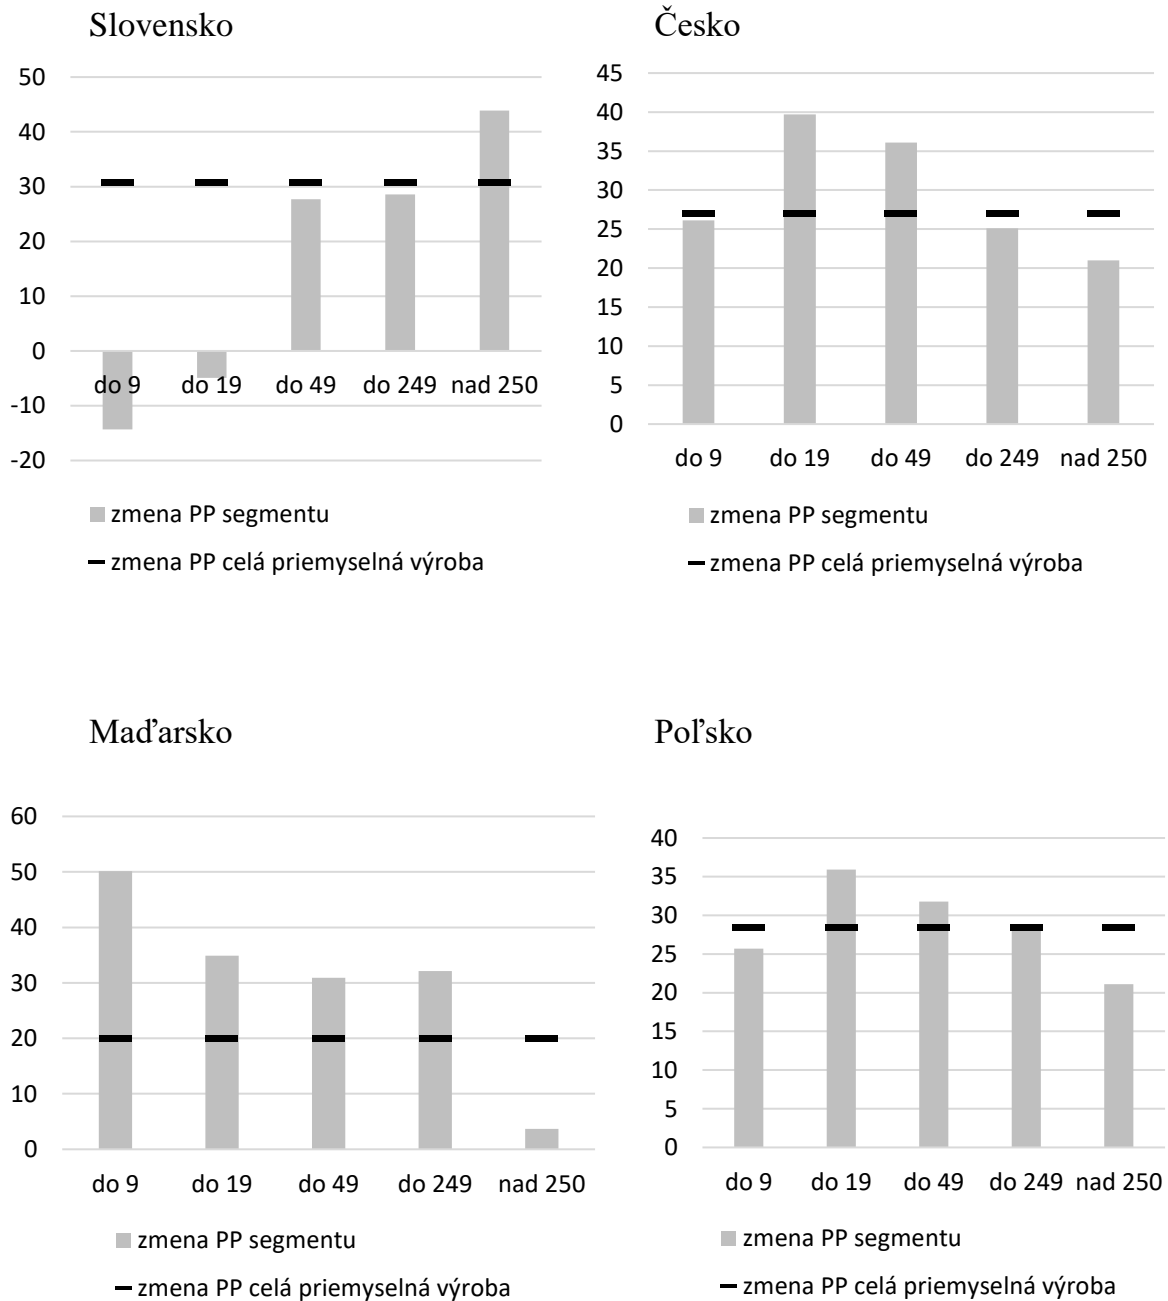 Slovensko
50
40
30
20
10
0
-10
-20
do 9 do 19 do 49 do 249 nad 250
zmena PP segmentu
zmena PP celá priemyselná výroba
Česko
45
40
35
30
25
20
15
10
5
0
do 9 do 19 do 49 do 249 nad 250
zmena PP segmentu
zmena PP celá priemyselná výroba
Maďarsko
60
50
40
30
20
10
0
do 9 do 19 do 49 do 249 nad 250
zmena PP segmentu
zmena PP celá priemyselná výroba
Poľsko
40
35
30
25
20
15
10
5
0
do 9 do 19 do 49 do 249 nad 250
zmena PP segmentu
zmena PP celá priemyselná výroba